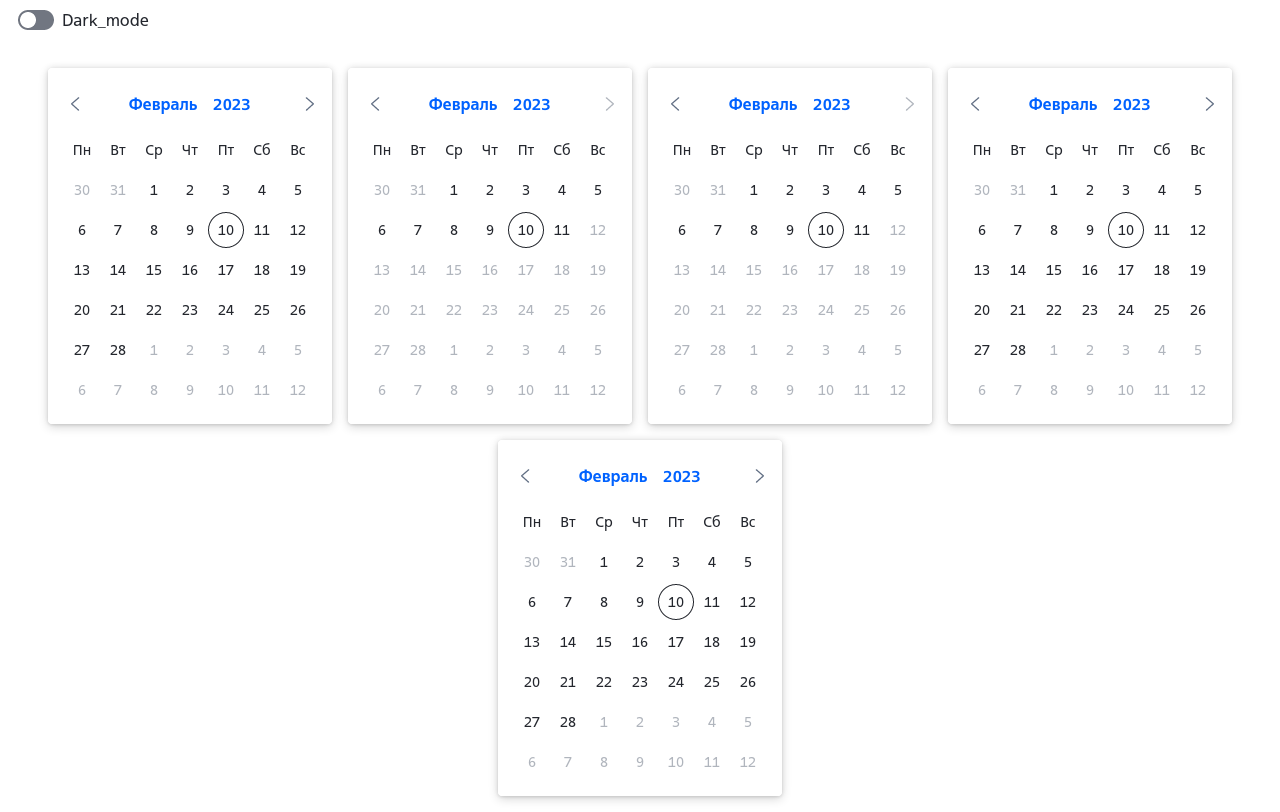 Dark_mode
Февраль 2023 Февраль 2023 Февраль 2023 Февраль 2023
Пн Вт Ср Чт Пт Сб Вс Пн Вт Ср Чт Пт Сб Вс Пн Вт Ср Чт Пт Сб Вс Пн Вт Ср Чт Пт Сб Вс
30 31 1 2 3 4 5 30 31 1 2 3 4 5 30 31 1 2 3 4 5 30 31 1 2 3 4 5
6 7 8 9 10 11 12 6 7 8 9 10 11 12 6 7 8 9 10 11 12 6 7 8 9 10 11 12
13 14 15 16 17 18 19 13 14 15 16 17 18 19 13 14 15 16 17 18 19 13 14 15 16 17 18 19
20 21 22 23 24 25 26 20 21 22 23 24 25 26 20 21 22 23 24 25 26 20 21 22 23 24 25 26
27 28 1 2 3 4 5 27 28 1 2 3 4 5 27 28 1 2 3 4 5 27 28 1 2 3 4 5
6 7 8 9 10 11 12 6 7 8 9 10 11 12 6 7 8 9 10 11 12 6 7 8 9 10 11 12
Февраль 2023
Пн Вт Ср Чт Пт Сб Вс
30 31 1 2 3 4 5
6 7 8 9 10 11 12
13 14 15 16 17 18 19
20 21 22 23 24 25 26
27 28 1 2 3 4 5
6 7 8 9 10 11 12